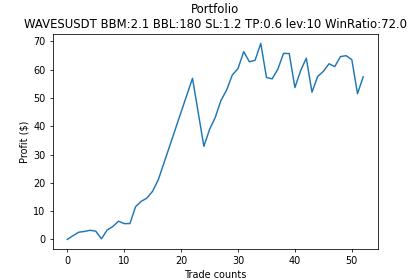 Portfolio
WAVESUSDT BBM:2.1 BBL:180 SL:1.2 TP:0.6 lev:10 WinRatio:72.0
70
60
50
40
30
20
10
0
Profit ($)
0 10 20 30 40 50
Trade counts